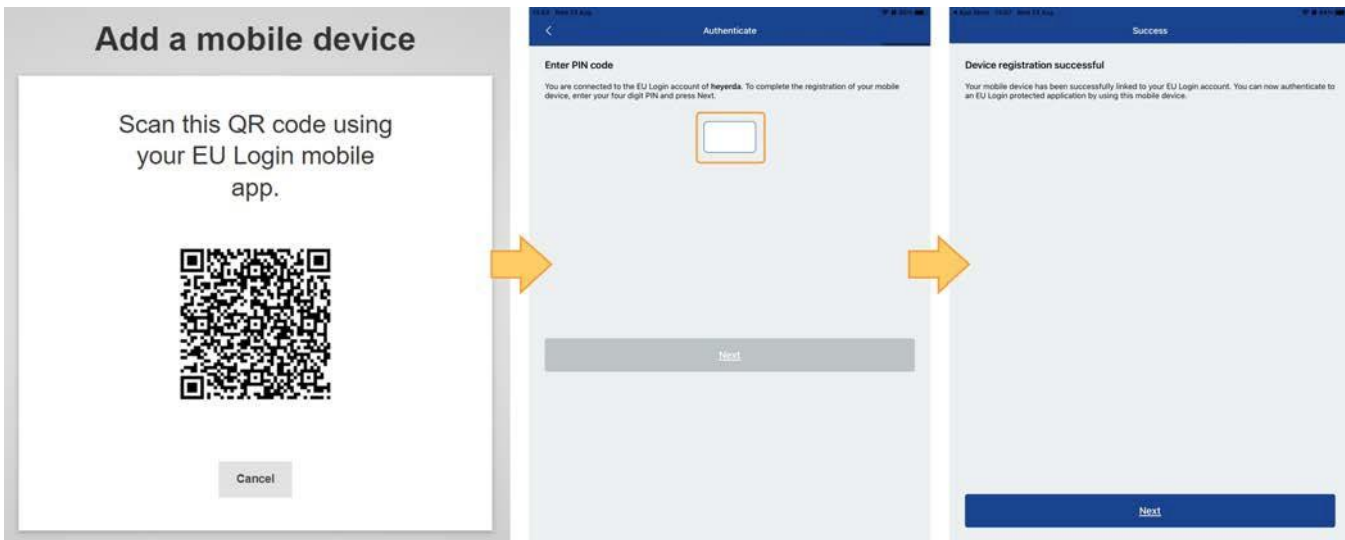 Add a mobile device
Scan this QR code using
your EU Login mobile
app.
Cancel
Authenticate
Enter PIN code
You are connected to the EU Login account of heyerda. To complete the registration of your mobile
device, enter your four digit PIN and press Next.
Next
Success
Device registration successful
Your mobile device has been successfully linked to your EU Login account. You can now authenticate to
an EU Login protected application by using this mobile device.
Next